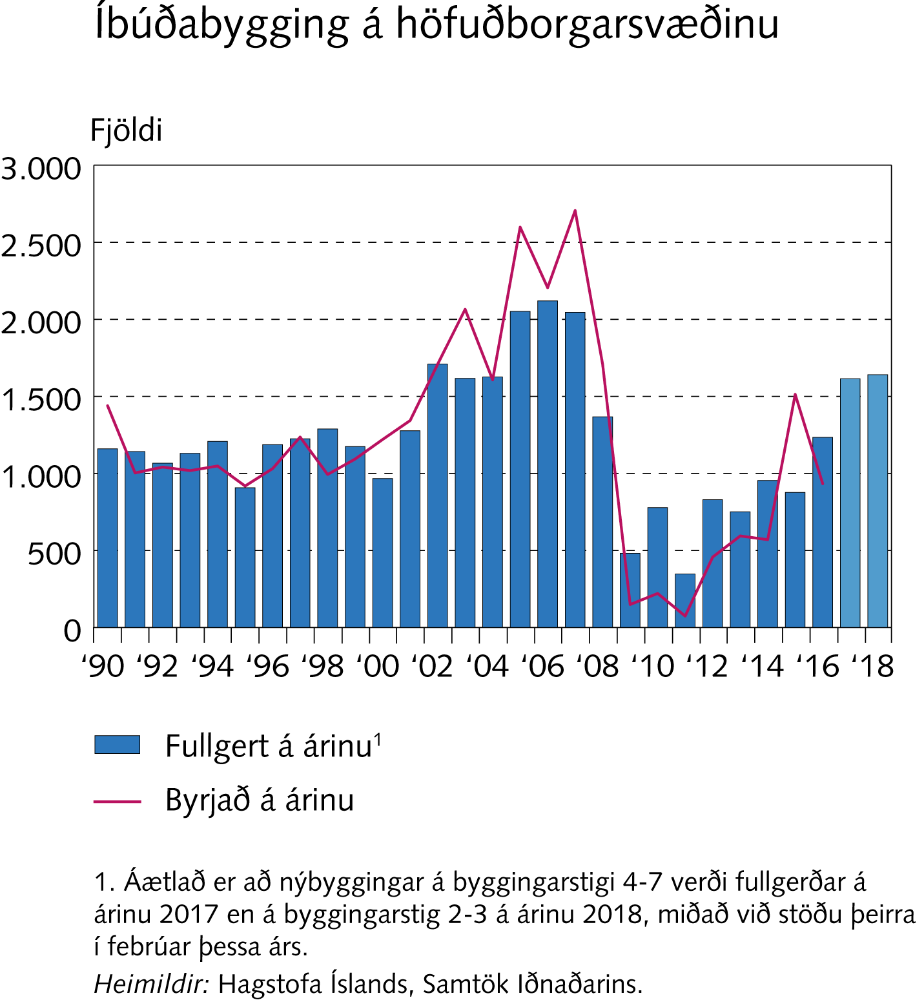 Íbúðabygging á höfuðborgarsvæðinu
Fjöldi
3.000
2.500
2.000
1.500
1.000
500
0
‘90 ‘92 ‘94 ‘96 ‘98 ‘00 ‘02 ‘04 ‘06 ‘08 ‘10 ‘12 ‘14 ‘16 ‘18
Fullgert á árinu¹
Byrjað á árinu
1. Áætlað er að nýbyggingar á byggingarstigi 4-7 verði fullgerðar á
árinu 2017 en á byggingarstig 2-3 á árinu 2018, miðað við stöðu þeirra
í febrúar þessa árs.
Heimildir: Hagstofa Íslands, Samtök Iðnaðarins.